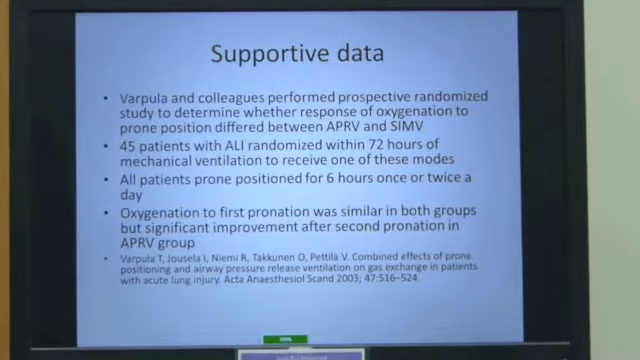 Supportive data
• Varpula and colleagues performed prospective randomized
study to determine whether response of oxygenation to
prone position differed between APRV and SIMV
• 45 patients with ALI randomized within 72 hours of
mechanical ventilation to receive one of these modes
• All patients prone positioned for 6 hours once or twice a
day
• Oxygenation to first pronation was similar in both groups
but significant improvement after second pronation in
APRV group
• Varpula T, Jousela I, Niemi R, Takkunen O, Pettila V. Combined effects of prone
positioning and airway pressure release ventilation on gas exchange in patients
with acute lung injury. Acta Anaesthesiol Scand 2003; 47:516–524.
100%